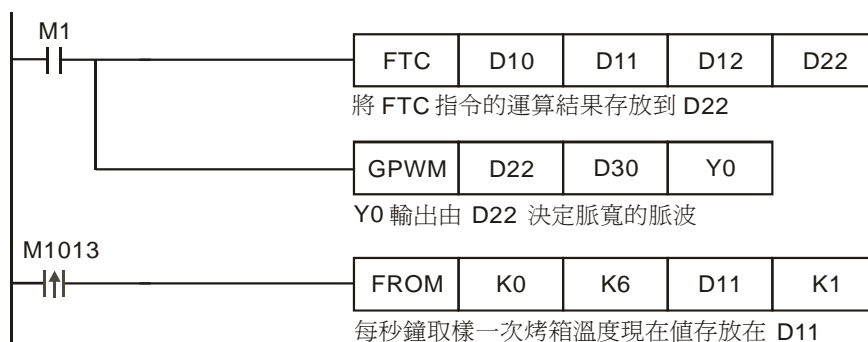 M1
FTC D10 D11 D12 D22
將 FTC 指令的運算結果存放到 D22
GPWM D22 D30 Y0
Y0 輸出由 D22 決定脈寬的脈波
M1013
FROM K0 K6 D11 K1
每秒鐘取樣一次烤箱溫度現在值存放在 D11